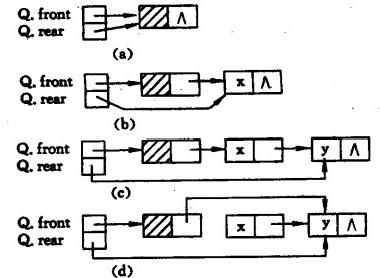 Q. front
Q. rear
∧
(a)
Q. front
Q. rear
x ∧
(b)
Q. front
Q. rear
x y ∧
(c)
Q. front
Q. rear
x y ∧
(d)